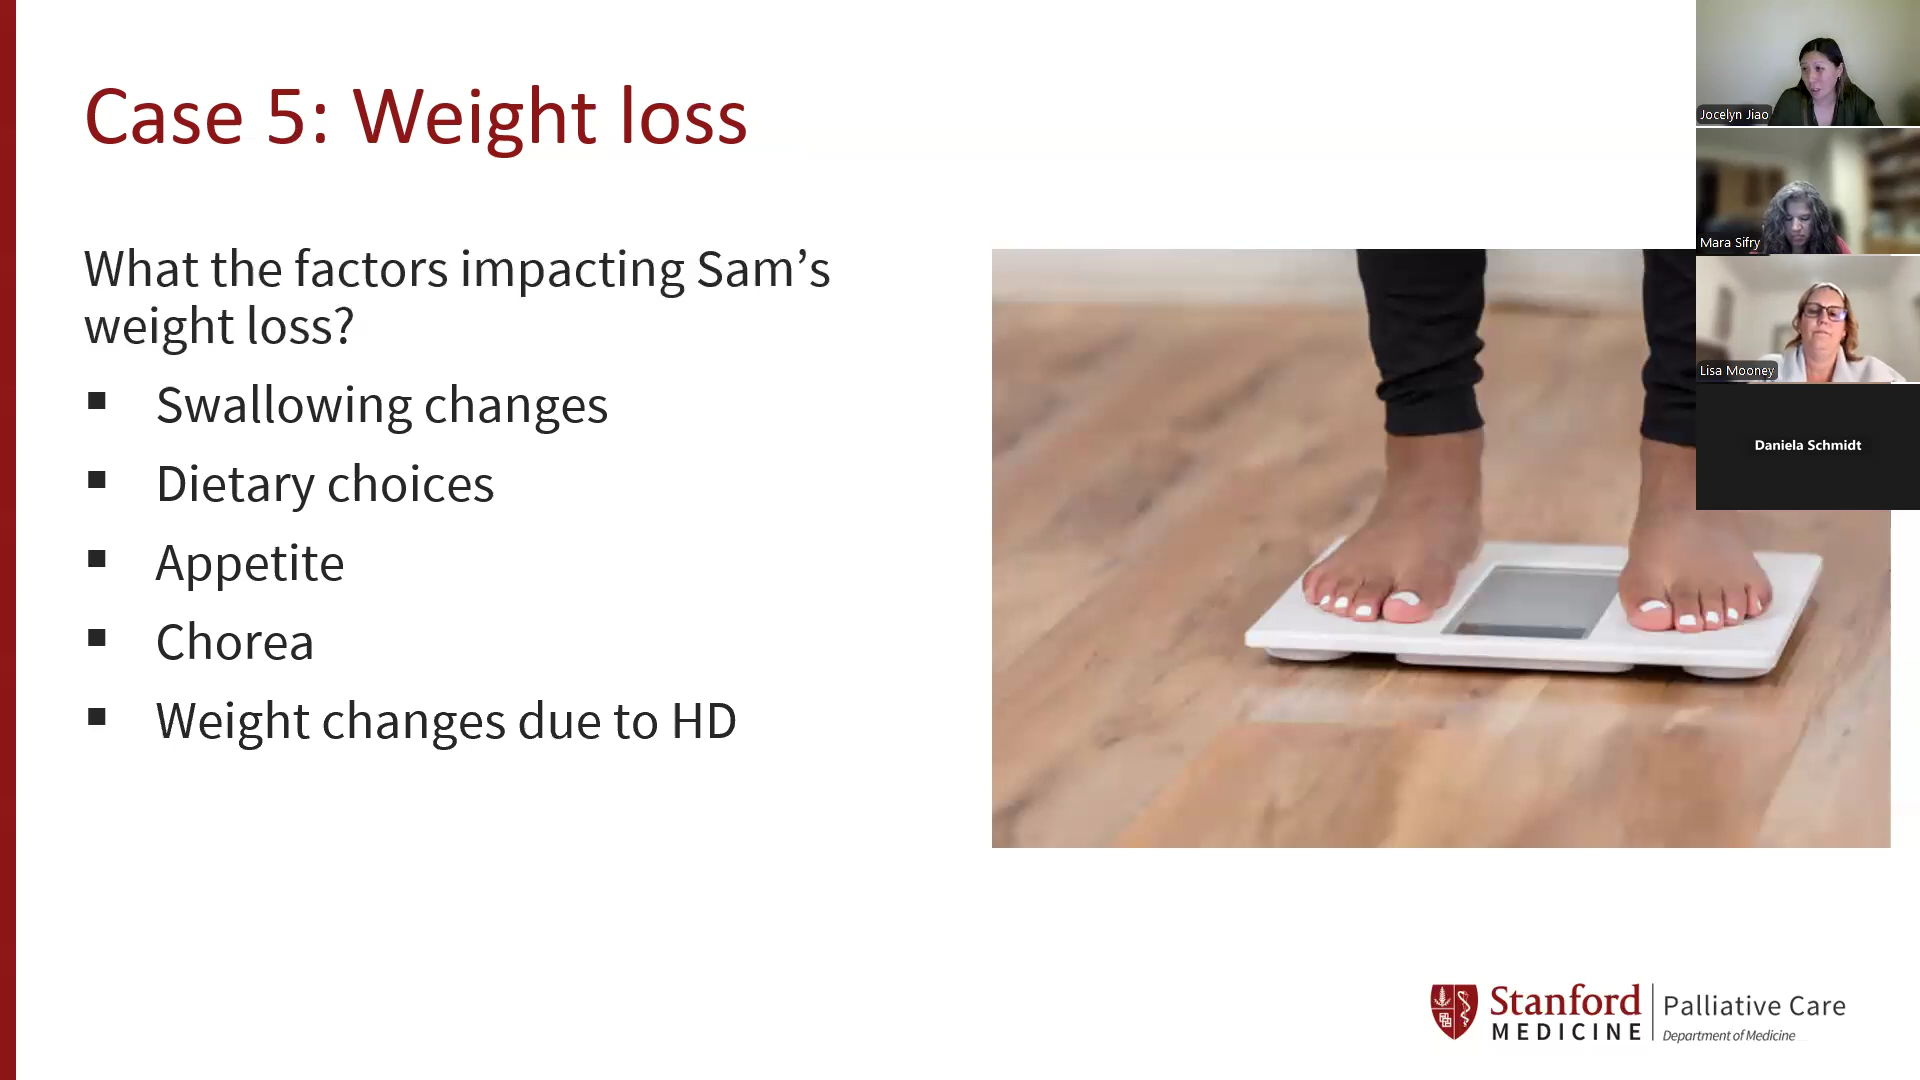 Case 5: Weight loss
What the factors impacting Sam’s
weight loss?
▪ Swallowing changes
▪ Dietary choices
▪ Appetite
▪ Chorea
▪ Weight changes due to HD
Jocelyn Jiao
Mara Sifry
Lisa Mooney
Daniela Schmidt
Stanford
MEDICINE
Palliative Care
Department of Medicine